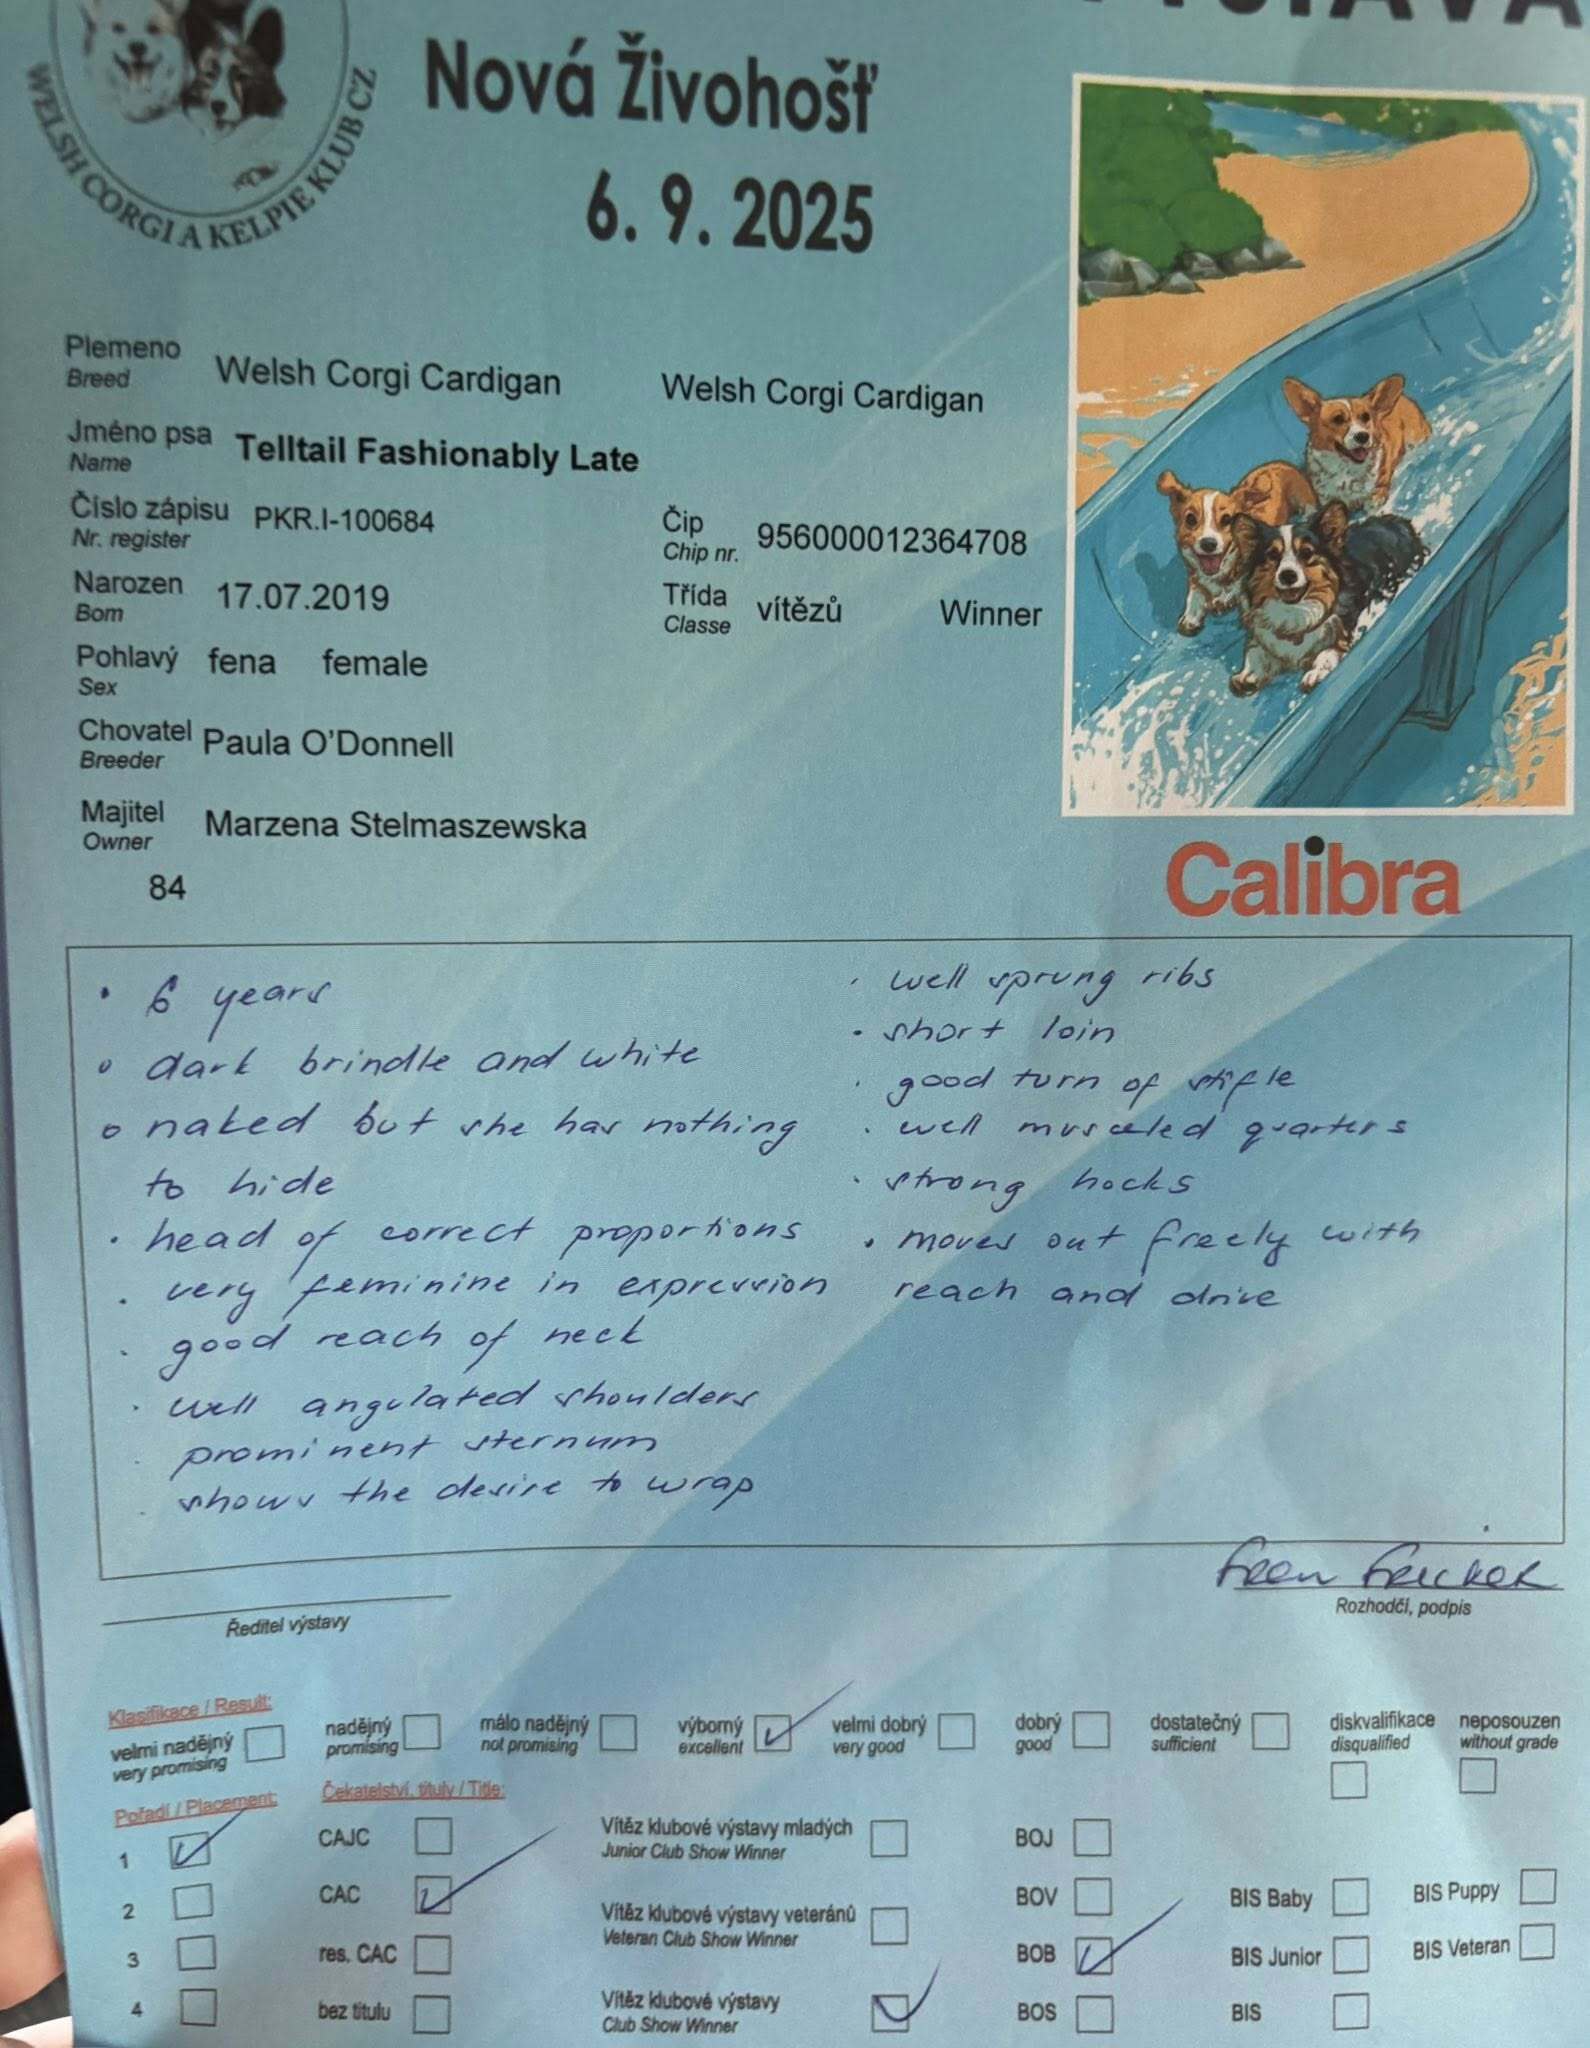 WELSH CORGI A KELPIE KLUB CZ
Nová Živohošť
6. 9. 2025
Plemeno Welsh Corgi Cardigan Welsh Corgi Cardigan
Breed
Jméno psa Telltail Fashionably Late
Name
Číslo zápisu PKR.I-100684 Čip 956000012364708
Nr. register Chip nr.
Narozen 17.07.2019 Třída vítězů Winner
Born Classe
Pohlavý fena female
Sex
Chovatel Paula O'Donnell
Breeder
Majitel Marzena Stelmaszewska
Owner
84
Calibra
• 6 years
• dark brindle and white
• naked but she has nothing
to hide
• head of correct proportions
• very feminine in expression
• good reach of neck
• well angulated shoulders
• prominent sternum
• shows the desire to wrap
• well sprung ribs
• short loin
• good turn of stifle
• well muscled quarters
• strong hocks
• moves out freely with
reach and drive
Ředitel výstavy
Rozhodčí, podpis
Klasifikace / Result:
velmi nadějný nadějný málo nadějný výborný velmi dobrý dobrý dostatečný diskvalifikace neposouzen
very promising promising not promising excellent very good good sufficient disqualified without grade
Pořadí / Placement: Čekatelství, tituly / Title:
1 CAJC Vítěz klubové výstavy mladých BOJ
Junior Club Show Winner
2 CAC Vítěz klubové výstavy veteránů BOV BIS Baby BIS Puppy
Veteran Club Show Winner
3 res. CAC BOB BIS Junior BIS Veteran
4 bez titulu Vítěz klubové výstavy BOS BIS
Club Show Winner